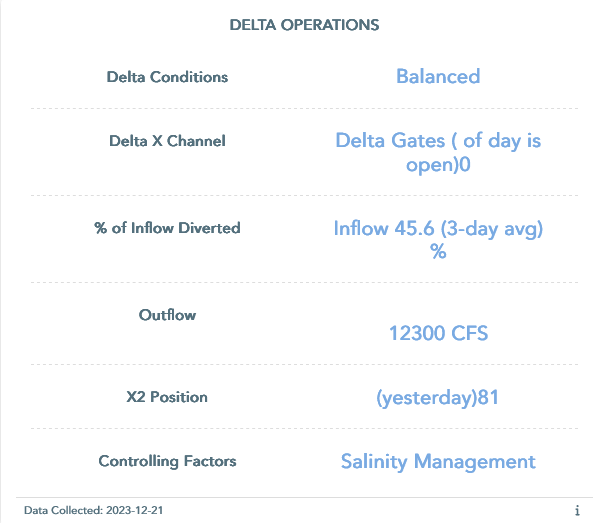 DELTA OPERATIONS
Delta Conditions
Balanced
Delta X Channel
Delta Gates ( of day is
open)0
% of Inflow Diverted
Inflow 45.6 (3-day avg)
%
Outflow
12300 CFS
X2 Position
(yesterday)81
Controlling Factors
Salinity Management
Data Collected: 2023-12-21
i